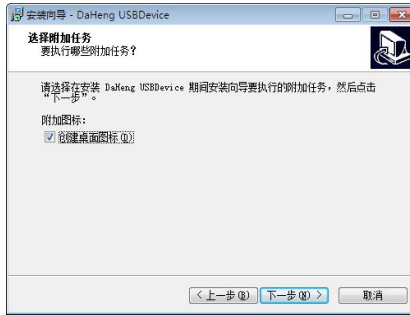 安装向导 - DaHeng USBDevice
选择附加任务
要执行哪些附加任务？
请选择在安装 DaHeng USBDevice 期间安装向导要执行的附加任务，然后点击
“下一步”。
附加图标：
创建桌面图标(D)
< 上一步(B) 下一步(N) > 取消